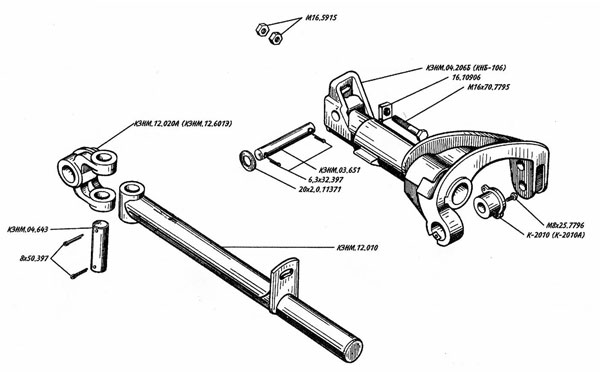 М16,5915
КЗНМ,04,206Б (КНБ-106)
16,10906
М16х70,7795
КЗНМ,12,020А (КЗНМ,12,601Э)
КЗНМ,03,651
6,3х32,397
20х2,0,11371
КЗНМ,04,643
8х50,397
КЗНМ,12,010
М8х25,7796
К-2010 (К-2010А)